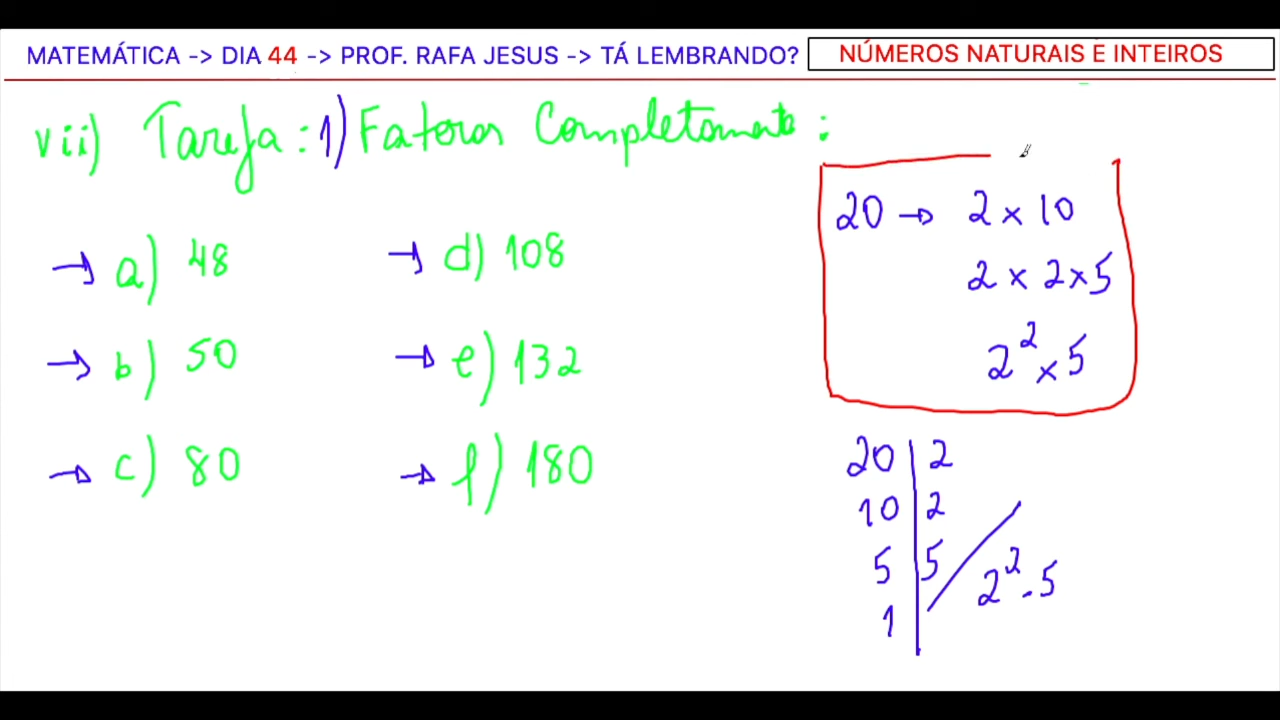 MATEMÁTICA -> DIA 44 -> PROF. RAFA JESUS -> TÁ LEMBRANDO?
NÚMEROS NATURAIS E INTEIROS
vii) Tarefa: 1) Fatorar Completamente:
→ a) 48
→ b) 50
→ c) 80
→ d) 108
→ e) 132
→ f) 180
20 → 2 x 10
2 x 2 x 5
2² x 5
20 | 2
10 | 2
5 | 5
1 |
2² . 5